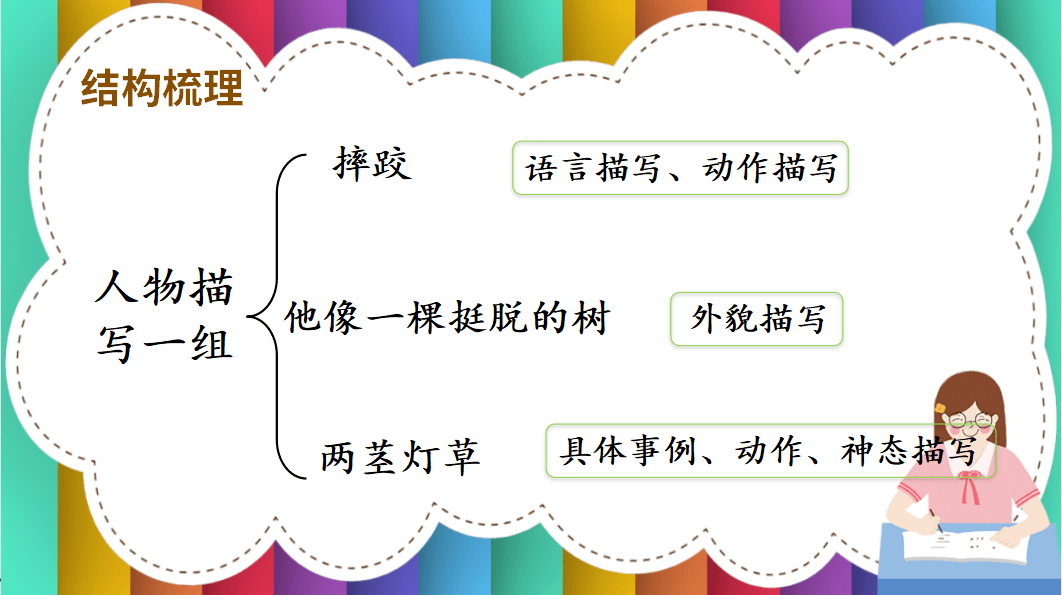 结构梳理
摔跤
语言描写、动作描写
人物描
写一组
他像一棵挺脱的树
外貌描写
两茎灯草
具体事例、动作、神态描写